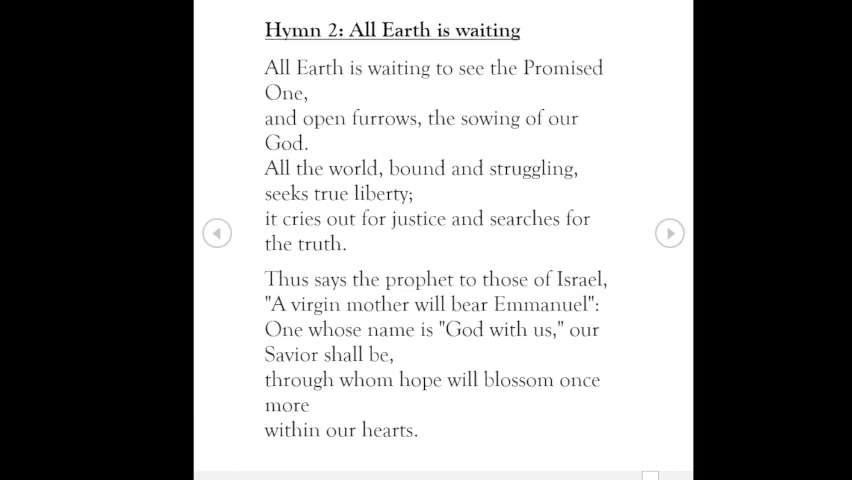 Hymn 2: All Earth is waiting
All Earth is waiting to see the Promised
One,
and open furrows, the sowing of our
God.
All the world, bound and struggling,
seeks true liberty;
it cries out for justice and searches for
the truth.
Thus says the prophet to those of Israel,
"A virgin mother will bear Emmanuel":
One whose name is "God with us," our
Savior shall be,
through whom hope will blossom once
more
within our hearts.